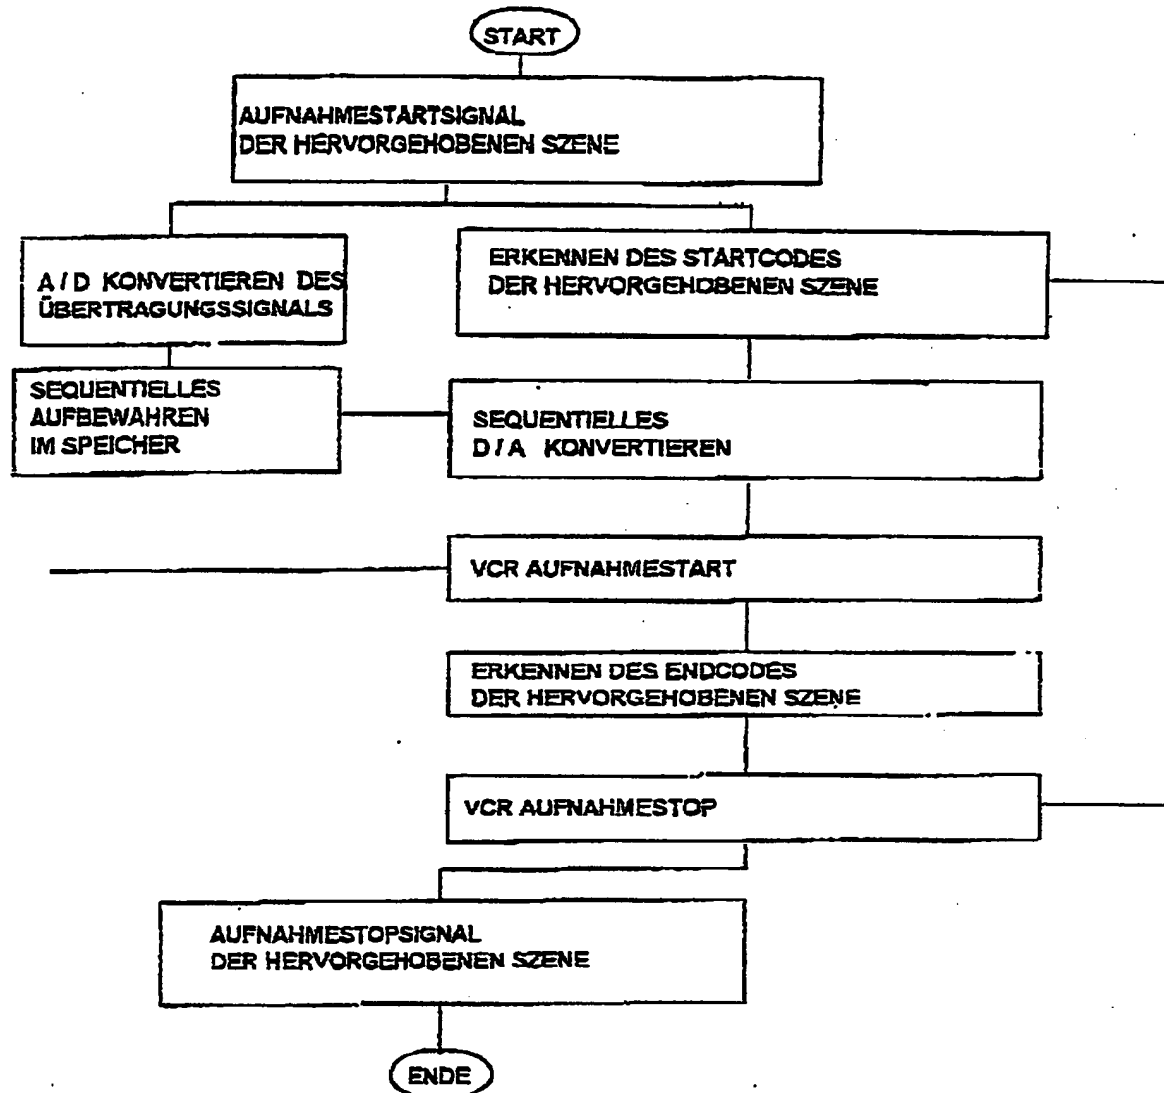 START
AUFNAHMESTARTSIGNAL
DER HERVORGEHOBENEN SZENE
A / D KONVERTIEREN DES
ÜBERTRAGUNGSSIGNALS
ERKENNEN DES STARTCODES
DER HERVORGEHOBENEN SZENE
SEQUENTIELLES
AUFBEWAHREN
IM SPEICHER
SEQUENTIELLES
D / A KONVERTIEREN
VCR AUFNAHMESTART
ERKENNEN DES ENDCODES
DER HERVORGEHOBENEN SZENE
VCR AUFNAHMESTOP
AUFNAHMESTOPSIGNAL
DER HERVORGEHOBENEN SZENE
ENDE